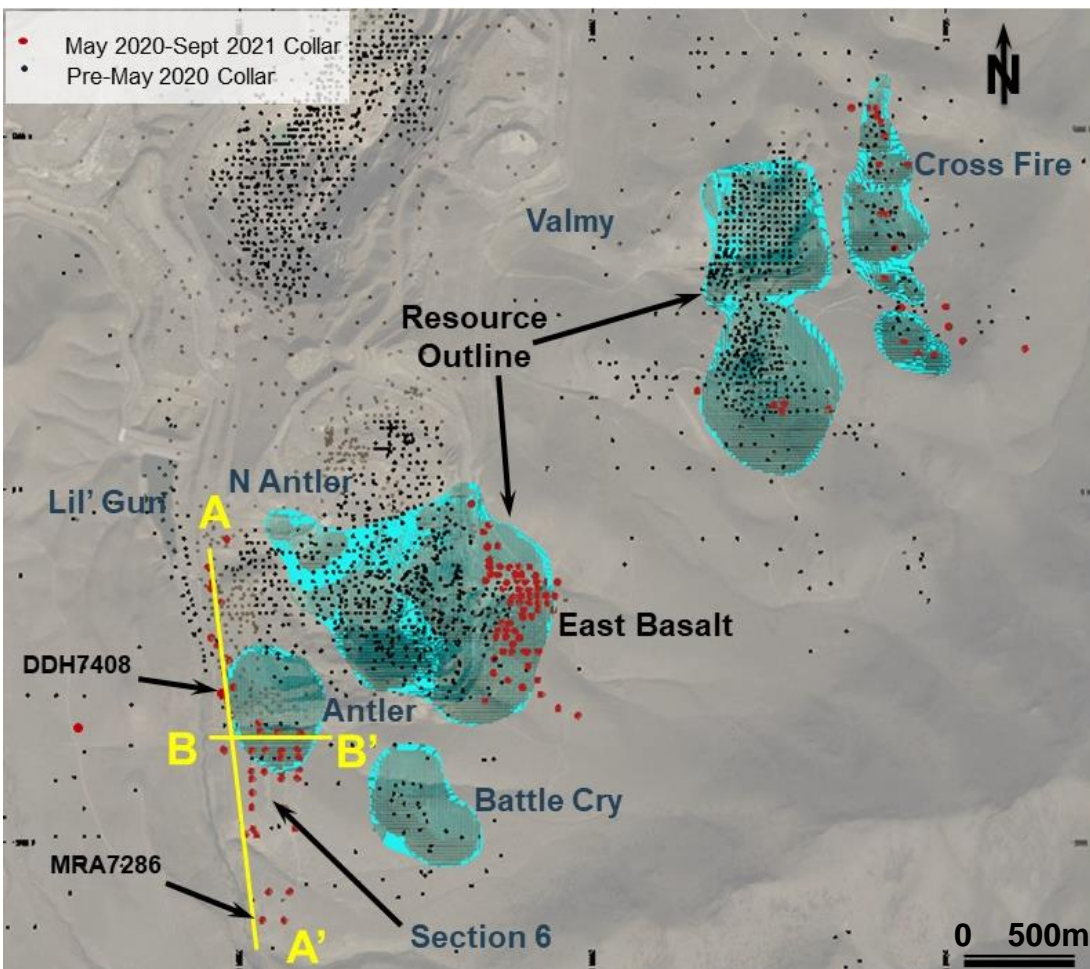 May 2020-Sept 2021 Collar
Pre-May 2020 Collar
N
Cross Fire
Valmy
Resource
Outline
N Antler
Lil' Gun
A
East Basalt
DDH7408
Antler
B
B'
Battle Cry
MRA7286
Section 6
A'
0 500m